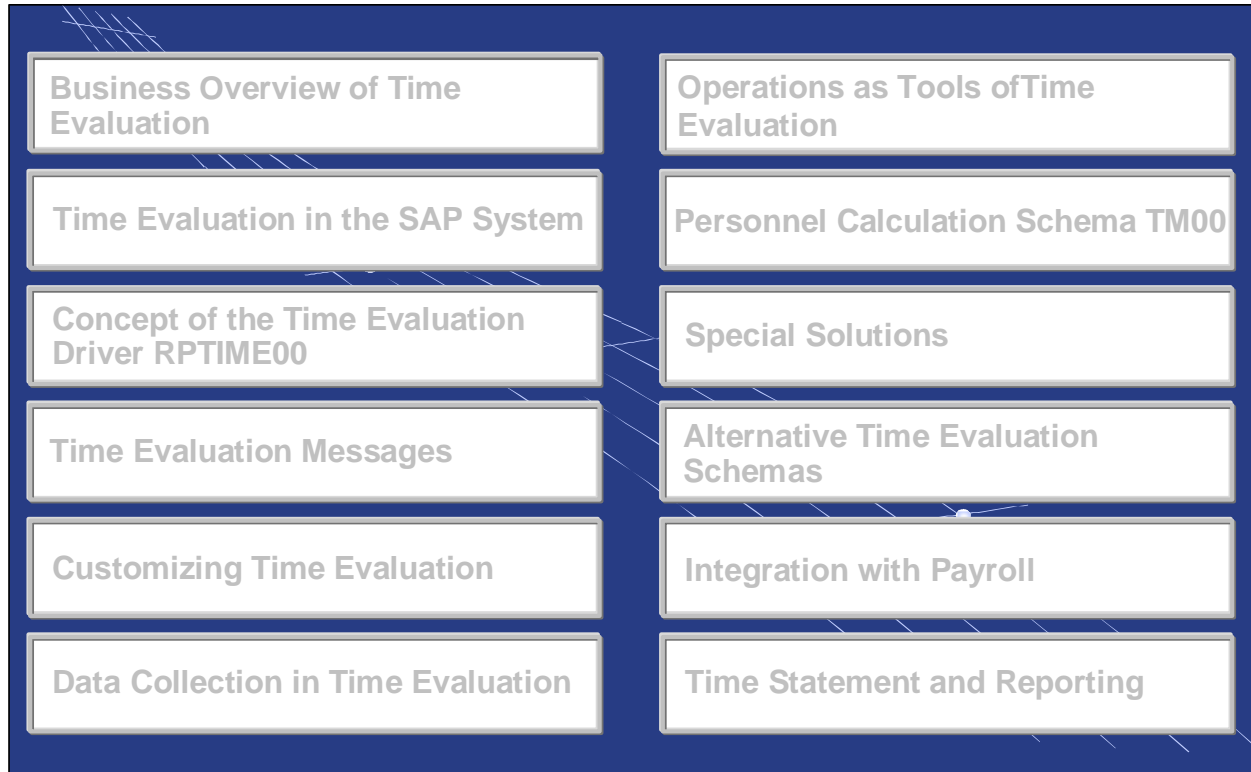 Business Overview of Time
Evaluation
Time Evaluation in the SAP System
Concept of the Time Evaluation
Driver RPTIME00
Time Evaluation Messages
Customizing Time Evaluation
Data Collection in Time Evaluation
Operations as Tools ofTime
Evaluation
Personnel Calculation Schema TM00
Special Solutions
Alternative Time Evaluation
Schemas
Integration with Payroll
Time Statement and Reporting